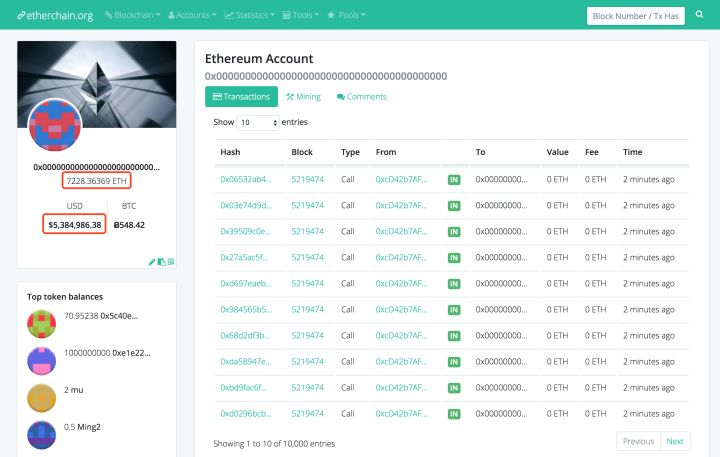 etherchain.org
Blockchain
Accounts
Statistics
Tools
Pools
Block Number / Tx Has
0x000000000000000000000000000...
7228.36369 ETH
USD BTC
$5,384,986.38 Ƀ548.42
Top token balances
70.95238 0x5c40e...
1000000000 0xe1e22...
2 mu
0.5 Ming2
Ethereum Account
0x0000000000000000000000000000000000000000
Transactions
Mining
Comments
Show 10 entries
Hash Block Type From To Value Fee Time
0x06532ab4... 5219474 Call 0xcD42b7AF... IN 0x00000000... 0 ETH 0 ETH 2 minutes ago
0x03e74d9d... 5219474 Call 0xcD42b7AF... IN 0x00000000... 0 ETH 0 ETH 2 minutes ago
0x39509c0e... 5219474 Call 0xcD42b7AF... IN 0x00000000... 0 ETH 0 ETH 2 minutes ago
0x27a5ac5f... 5219474 Call 0xcD42b7AF... IN 0x00000000... 0 ETH 0 ETH 2 minutes ago
0xd697eaeb... 5219474 Call 0xcD42b7AF... IN 0x00000000... 0 ETH 0 ETH 2 minutes ago
0x984565b5... 5219474 Call 0xcD42b7AF... IN 0x00000000... 0 ETH 0 ETH 2 minutes ago
0x68d2df3b... 5219474 Call 0xcD42b7AF... IN 0x00000000... 0 ETH 0 ETH 2 minutes ago
0xda58947e... 5219474 Call 0xcD42b7AF... IN 0x00000000... 0 ETH 0 ETH 2 minutes ago
0xbd9fac6f... 5219474 Call 0xcD42b7AF... IN 0x00000000... 0 ETH 0 ETH 2 minutes ago
0xd0296bcb... 5219474 Call 0xcD42b7AF... IN 0x00000000... 0 ETH 0 ETH 2 minutes ago
Showing 1 to 10 of 10,000 entries
Previous Next